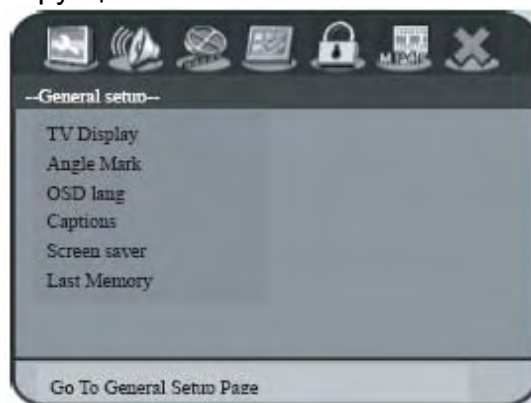 --General setup--
TV Display
Angle Mark
OSD lang
Captions
Screen saver
Last Memory
Go To General Setup Page